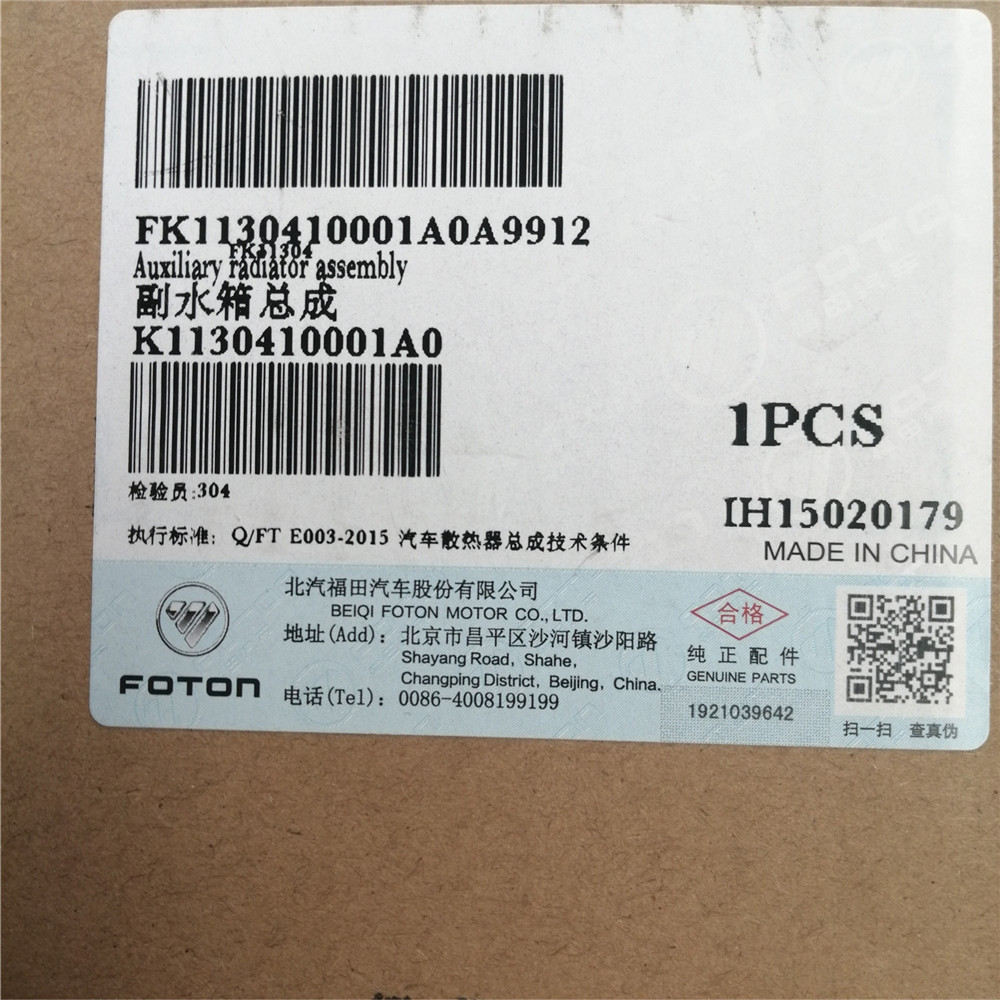 FK1130410001A0A9912
FK31304
Auxiliary radiator assembly
副水箱总成
K1130410001A0
1PCS
检验员:304
IH15020179
执行标准: Q/FT E003-2015 汽车散热器总成技术条件
MADE IN CHINA
北汽福田汽车股份有限公司
BEIQI FOTON MOTOR CO.,LTD.
地址(Add): 北京市昌平区沙河镇沙阳路
Shayang Road, Shahe,
Changping District, Beijing, China.
电话(Tel): 0086-4008199199
FOTON
合格
纯正配件
GENUINE PARTS
1921039642
扫一扫 查真伪